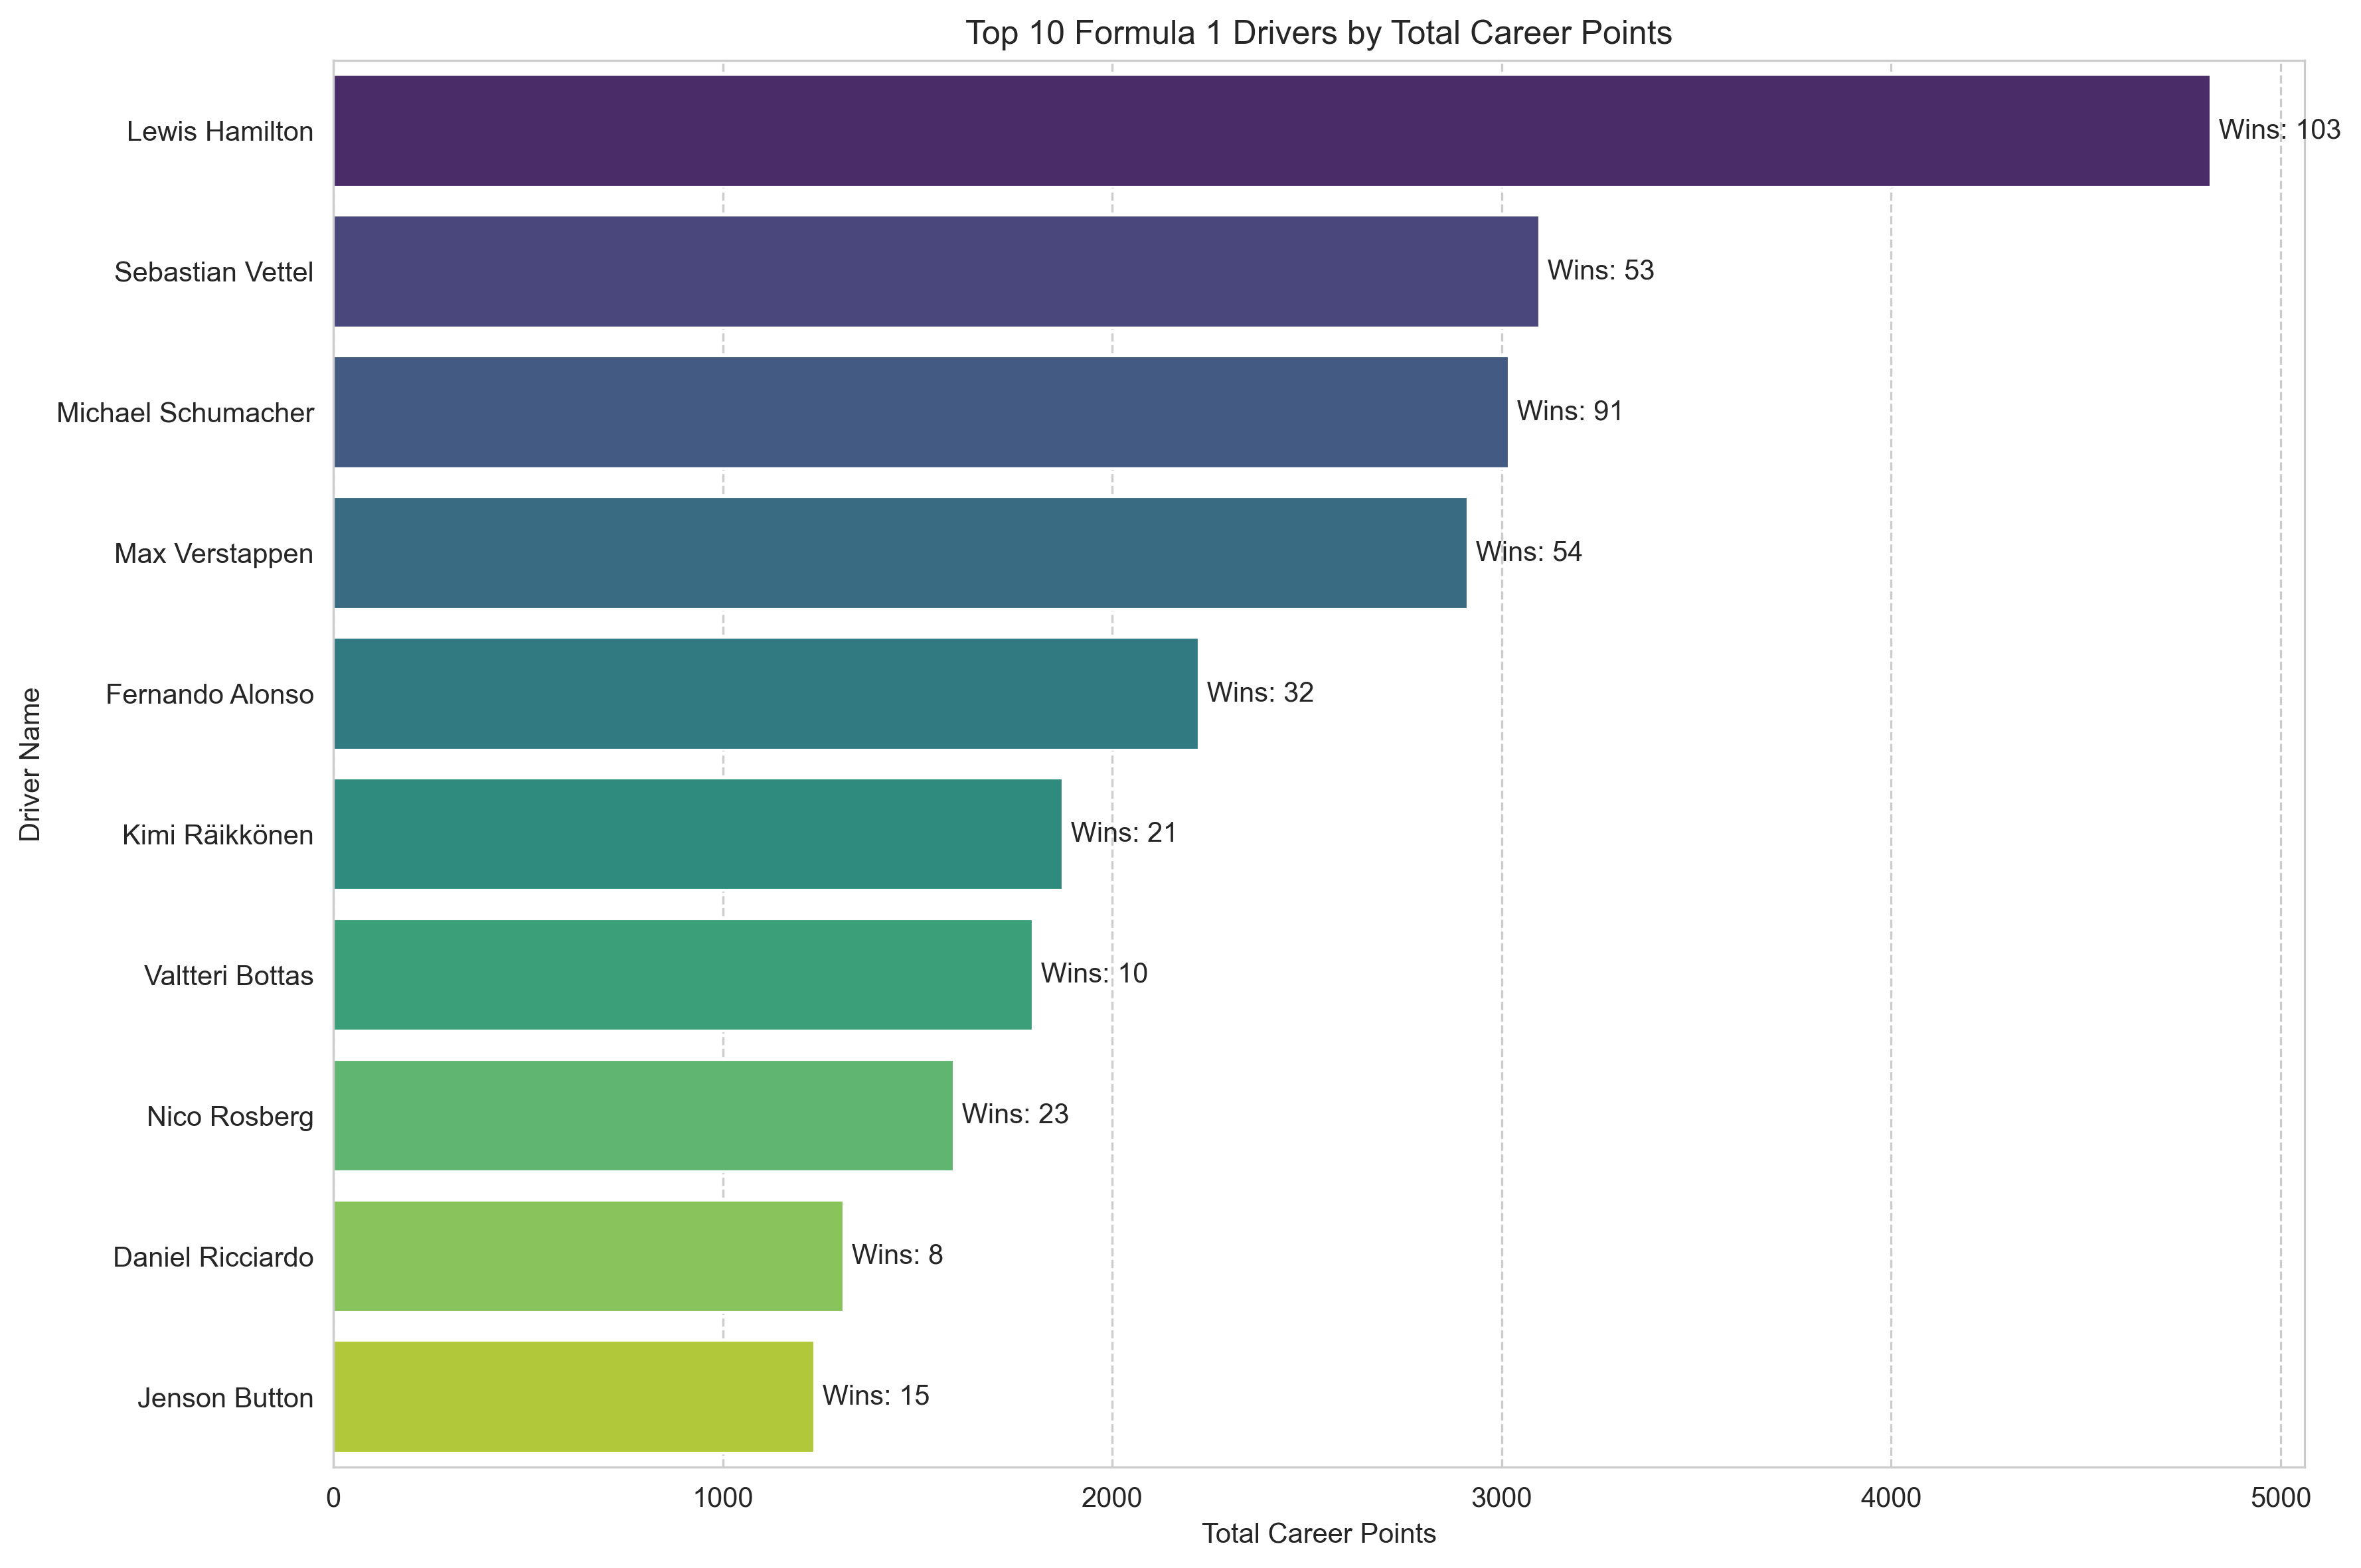 Top 10 Formula 1 Drivers by Total Career Points
Lewis Hamilton
Wins: 103
Sebastian Vettel
Wins: 53
Michael Schumacher
Wins: 91
Max Verstappen
Wins: 54
Fernando Alonso
Wins: 32
Kimi Räikkönen
Wins: 21
Valtteri Bottas
Wins: 10
Nico Rosberg
Wins: 23
Daniel Ricciardo
Wins: 8
Jenson Button
Wins: 15
Driver Name
0 1000 2000 3000 4000 5000
Total Career Points